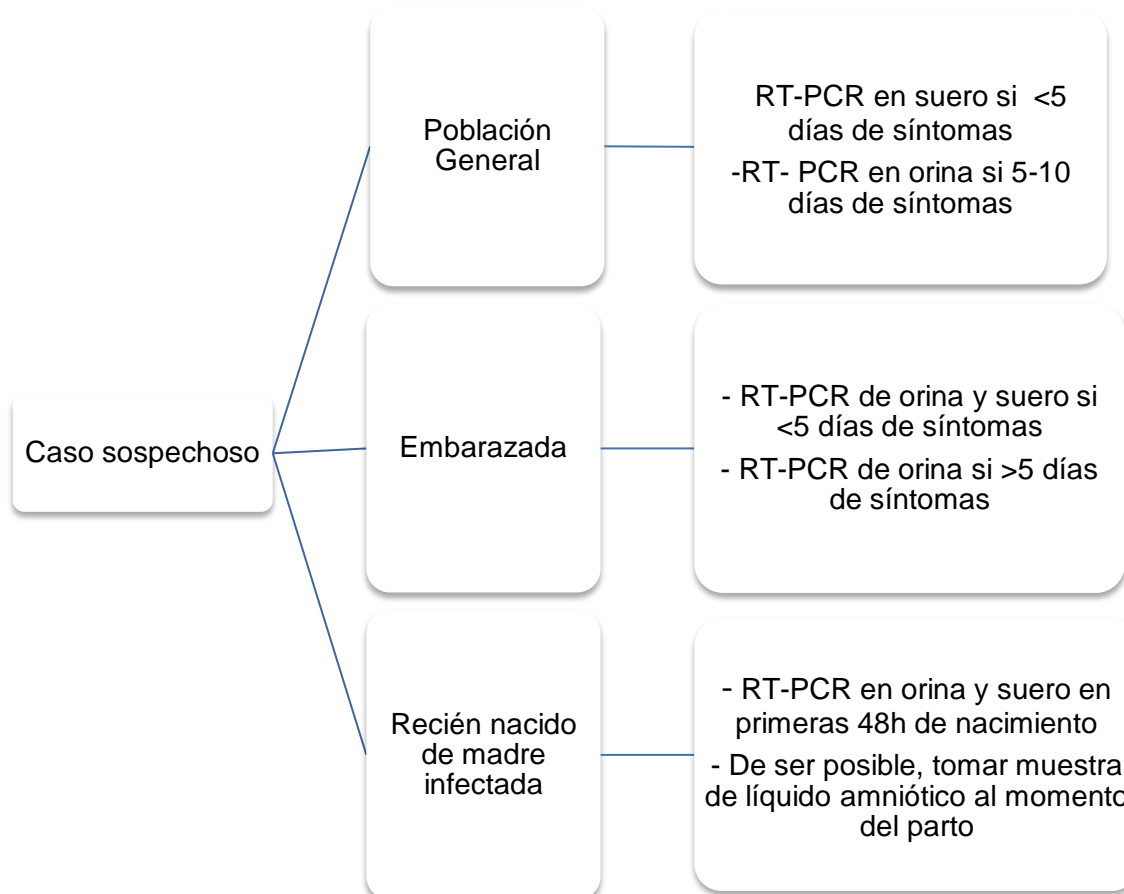 Caso sospechoso
Población
General
RT-PCR en suero si <5
días de síntomas
-RT- PCR en orina si 5-10
días de síntomas
Embarazada
- RT-PCR de orina y suero si
<5 días de síntomas
- RT-PCR de orina si >5 días
de síntomas
Recién nacido
de madre
infectada
- RT-PCR en orina y suero en
primeras 48h de nacimiento
- De ser posible, tomar muestra
de líquido amniótico al momento
del parto